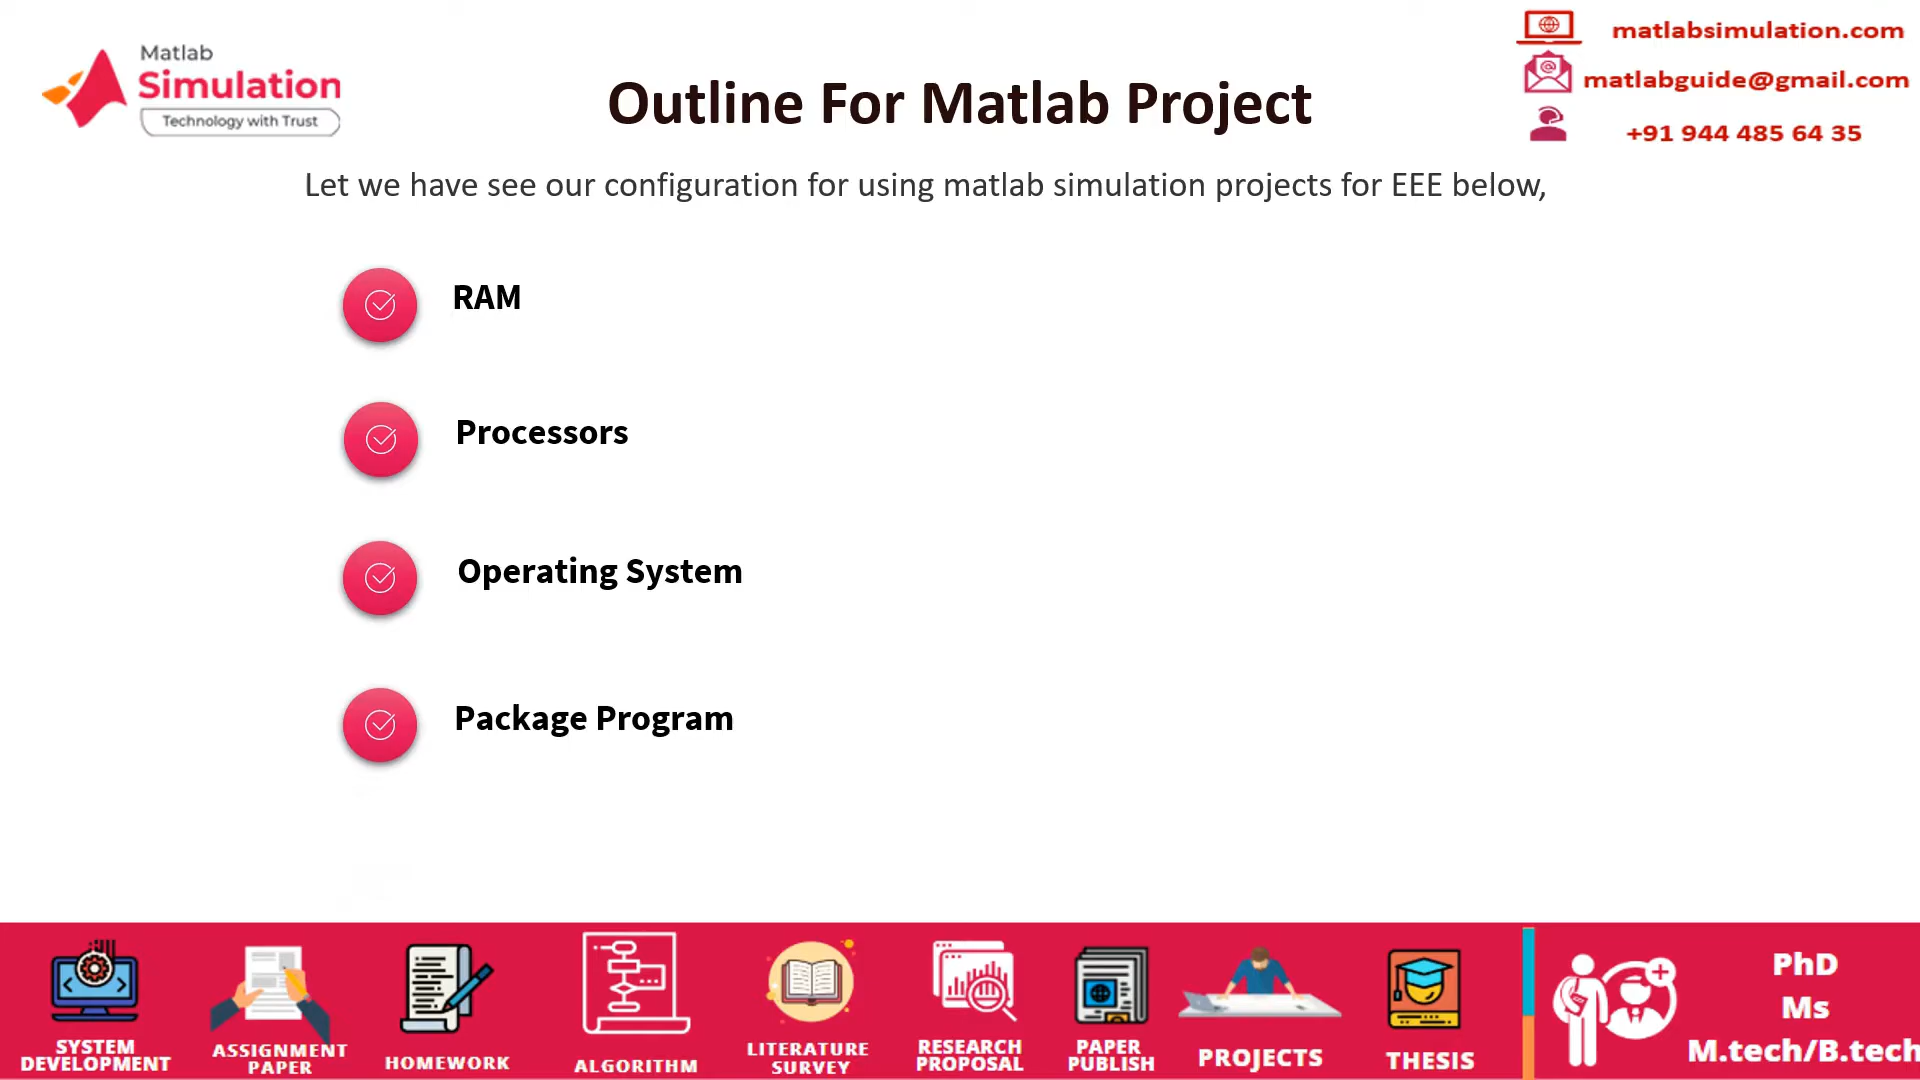 Matlab
Simulation
Technology with Trust
Outline For Matlab Project
matlabsimulation.com
matlabguide@gmail.com
+91 944 485 64 35
Let we have see our configuration for using matlab simulation projects for EEE below,
RAM
Processors
Operating System
Package Program
SYSTEM
DEVELOPMENT
ASSIGNMENT
PAPER
HOMEWORK
ALGORITHM
LITERATURE
SURVEY
RESEARCH
PROPOSAL
PAPER
PUBLISH
PROJECTS
THESIS
PhD
Ms
M.tech/B.tech